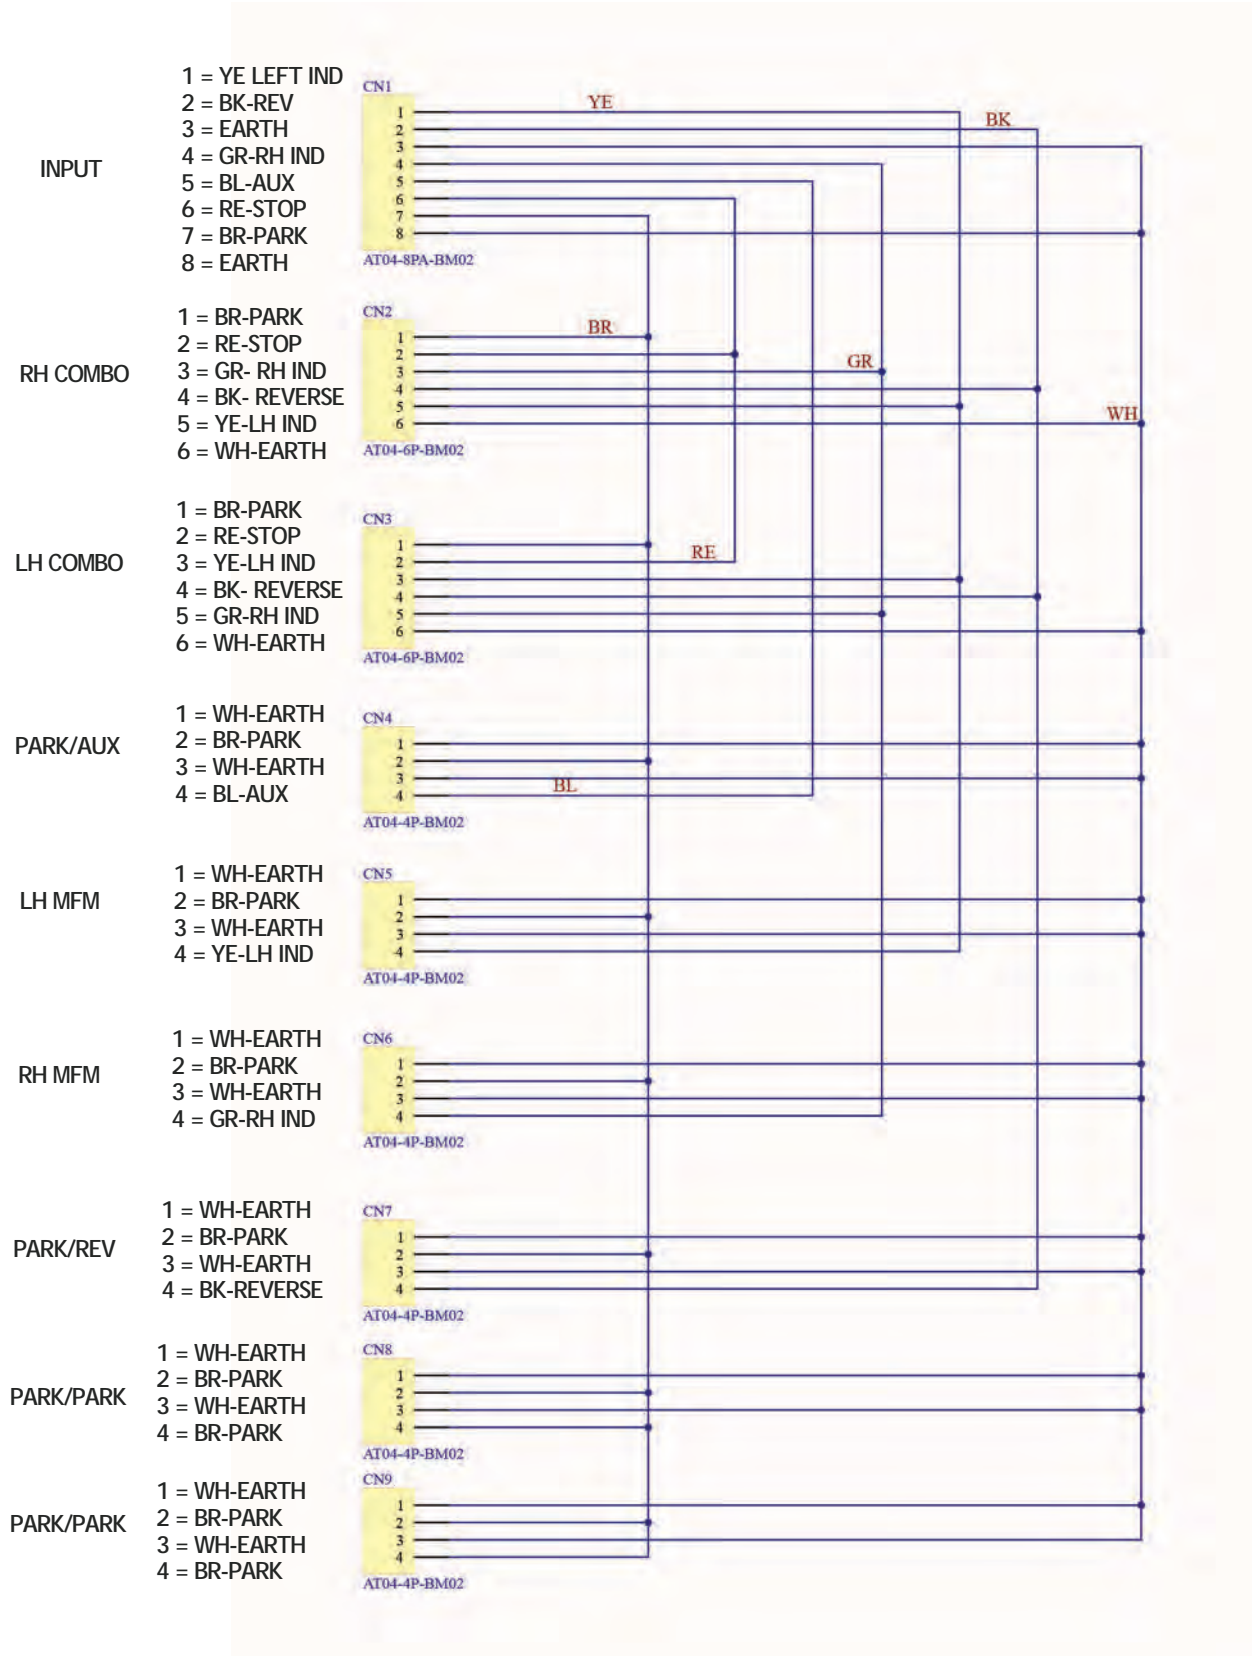 INPUT
1 = YE LEFT IND
2 = BK-REV
3 = EARTH
4 = GR-RH IND
5 = BL-AUX
6 = RE-STOP
7 = BR-PARK
8 = EARTH
CN1
1
2
3
4
5
6
7
8
AT04-8PA-BM02
YE
BK
RH COMBO
1 = BR-PARK
2 = RE-STOP
3 = GR- RH IND
4 = BK- REVERSE
5 = YE-LH IND
6 = WH-EARTH
CN2
1
2
3
4
5
6
AT04-6P-BM02
BR
GR
WH
LH COMBO
1 = BR-PARK
2 = RE-STOP
3 = YE-LH IND
4 = BK- REVERSE
5 = GR-RH IND
6 = WH-EARTH
CN3
1
2
3
4
5
6
AT04-6P-BM02
RE
PARK/AUX
1 = WH-EARTH
2 = BR-PARK
3 = WH-EARTH
4 = BL-AUX
CN4
1
2
3
4
AT04-4P-BM02
BL
LH MFM
1 = WH-EARTH
2 = BR-PARK
3 = WH-EARTH
4 = YE-LH IND
CN5
1
2
3
4
AT04-4P-BM02
RH MFM
1 = WH-EARTH
2 = BR-PARK
3 = WH-EARTH
4 = GR-RH IND
CN6
1
2
3
4
AT04-4P-BM02
PARK/REV
1 = WH-EARTH
2 = BR-PARK
3 = WH-EARTH
4 = BK-REVERSE
CN7
1
2
3
4
AT04-4P-BM02
PARK/PARK
1 = WH-EARTH
2 = BR-PARK
3 = WH-EARTH
4 = BR-PARK
CN8
1
2
3
4
AT04-4P-BM02
PARK/PARK
1 = WH-EARTH
2 = BR-PARK
3 = WH-EARTH
4 = BR-PARK
CN9
1
2
3
4
AT04-4P-BM02